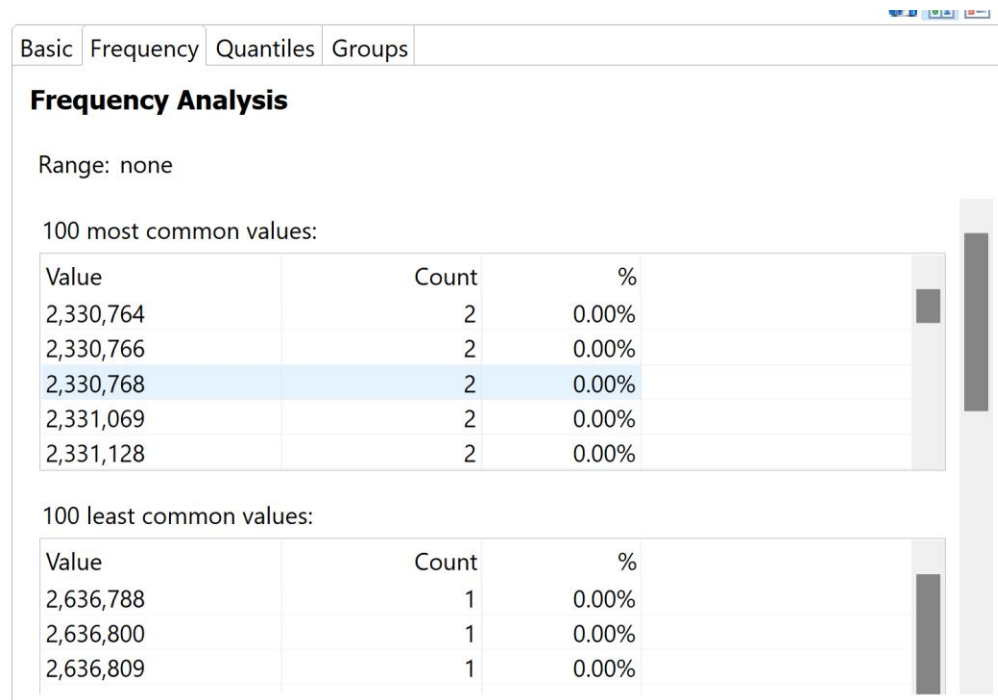 Basic Frequency Quantiles Groups
Frequency Analysis
Range: none
100 most common values:
Value Count %
2,330,764 2 0.00%
2,330,766 2 0.00%
2,330,768 2 0.00%
2,331,069 2 0.00%
2,331,128 2 0.00%
100 least common values:
Value Count %
2,636,788 1 0.00%
2,636,800 1 0.00%
2,636,809 1 0.00%